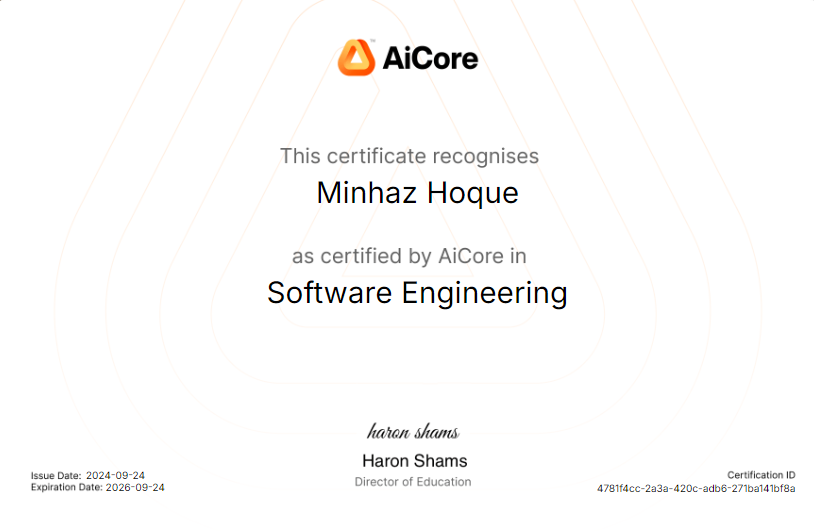 AiCore
This certificate recognises
Minhaz Hoque
as certified by AiCore in
Software Engineering
haron shams
Haron Shams
Director of Education
Issue Date: 2024-09-24
Expiration Date: 2026-09-24
Certification ID
4781f4cc-2a3a-420c-adb6-271ba141bf8a